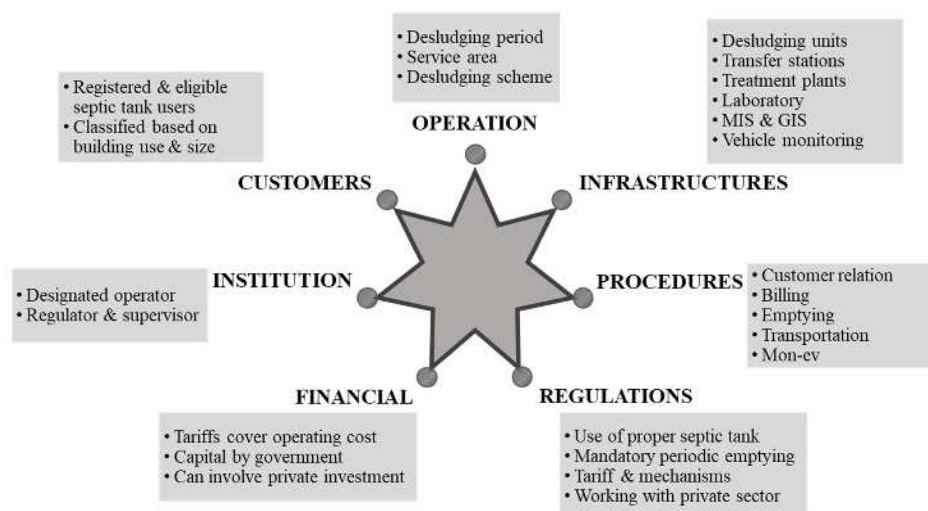 • Desludging period
• Service area
• Desludging scheme
OPERATION
• Desludging units
• Transfer stations
• Treatment plants
• Laboratory
• MIS & GIS
• Vehicle monitoring
INFRASTRUCTURES
• Registered & eligible
septic tank users
• Classified based on
building use & size
CUSTOMERS
INSTITUTION
• Designated operator
• Regulator & supervisor
PROCEDURES
• Customer relation
• Billing
• Emptying
• Transportation
• Mon-ev
FINANCIAL
• Tariffs cover operating cost
• Capital by government
• Can involve private investment
REGULATIONS
• Use of proper septic tank
• Mandatory periodic emptying
• Tariff & mechanisms
• Working with private sector